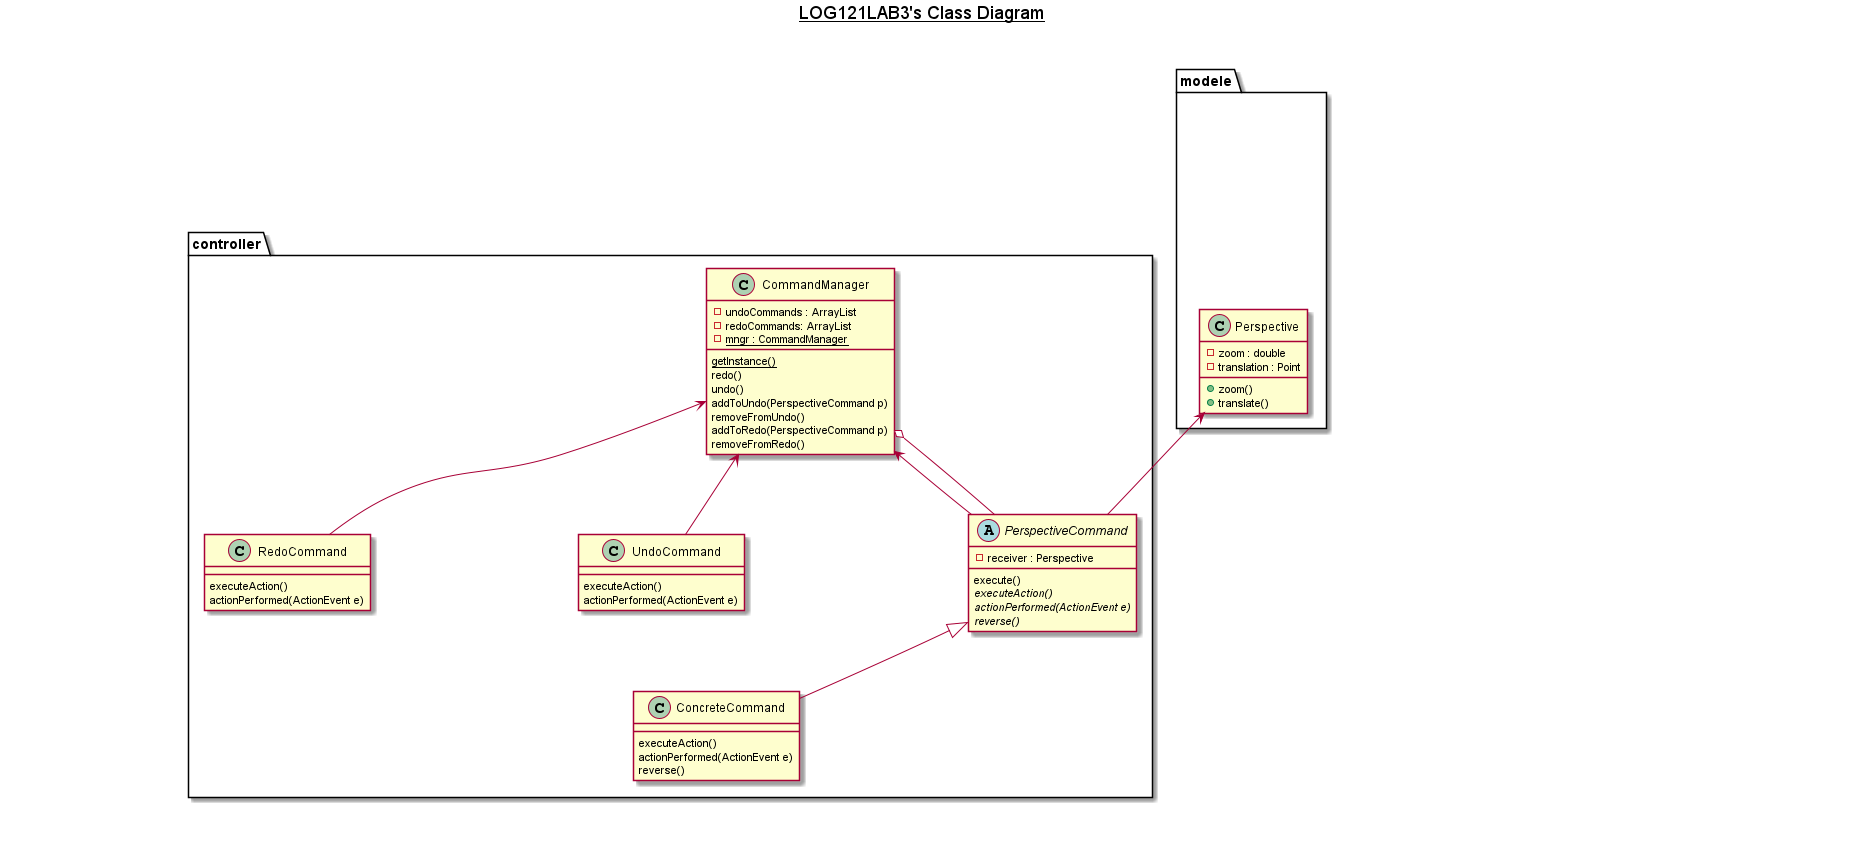 LOG121LAB3's Class Diagram
modele
controller
C CommandManager
undoCommands : ArrayList
redoCommands: ArrayList
mngr : CommandManager
getInstance()
redo()
undo()
addToUndo(PerspectiveCommand p)
removeFromUndo()
addToRedo(PerspectiveCommand p)
removeFromRedo()
C Perspective
zoom : double
translation : Point
zoom()
translate()
C RedoCommand
executeAction()
actionPerformed(ActionEvent e)
C UndoCommand
executeAction()
actionPerformed(ActionEvent e)
A PerspectiveCommand
receiver : Perspective
execute()
executeAction()
actionPerformed(ActionEvent e)
reverse()
C ConcreteCommand
executeAction()
actionPerformed(ActionEvent e)
reverse()